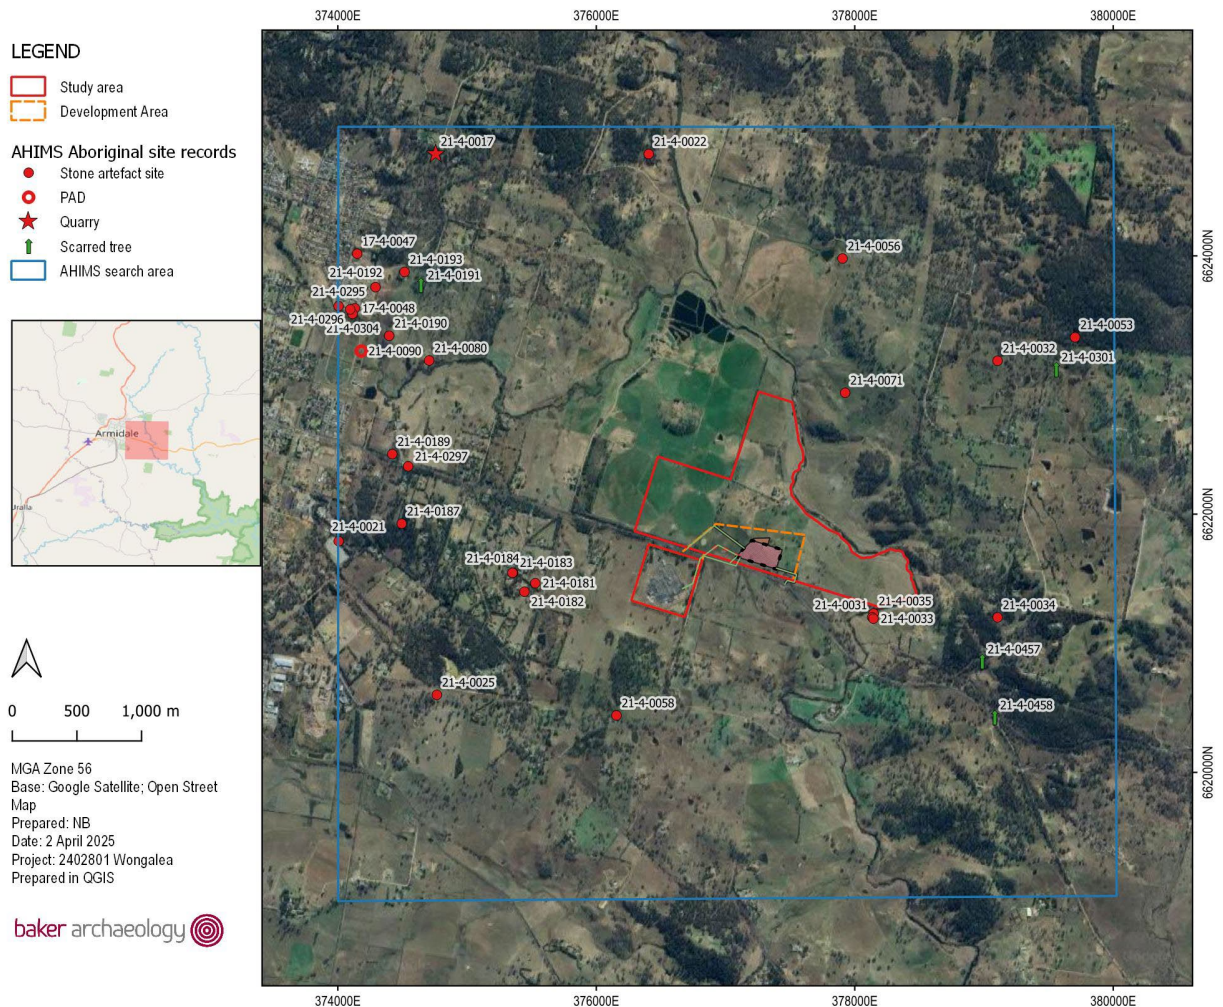 374000E
376000E
378000E
380000E
LEGEND
Study area
Development Area
AHIMS Aboriginal site records
Stone artefact site
PAD
Quarry
Scarred tree
AHIMS search area
21-4-0017
21-4-0022
17-4-0047
21-4-0056
21-4-0193
21-4-0192
21-4-0191
21-4-0295
17-4-0048
21-4-0296
21-4-0304
21-4-0190
21-4-0090
21-4-0080
21-4-0053
21-4-0032
21-4-0301
21-4-0071
21-4-0189
21-4-0297
21-4-0187
21-4-0021
21-4-0184
21-4-0183
21-4-0181
21-4-0182
21-4-0031
21-4-0035
21-4-0033
21-4-0034
21-4-0457
21-4-0025
21-4-0058
21-4-0458
6624000N
6622000N
6620000N
Armidale
Uralla
0 500 1,000 m
MGA Zone 56
Base: Google Satellite; Open Street
Map
Prepared: NB
Date: 2 April 2025
Project: 2402801 Wongalea
Prepared in QGIS
baker archaeology
374000E
376000E
378000E
380000E